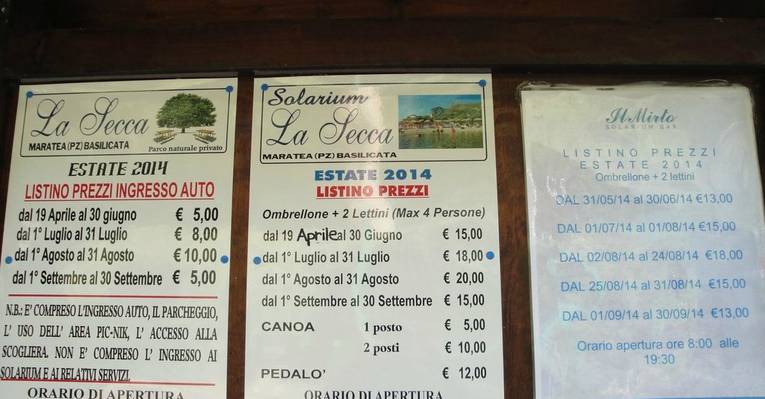 La Secca
MARATEA (PZ) BASILICATA
Parco naturale privato
ESTATE 2014
LISTINO PREZZI INGRESSO AUTO
dal 19 Aprile al 30 giugno € 5,00
dal 1° Luglio al 31 Luglio € 8,00
dal 1° Agosto al 31 Agosto €10,00
dal 1° Settembre al 30 Settembre € 5,00
N.B.: E' COMPRESO L'INGRESSO AUTO, IL PARCHEGGIO,
L' USO DELL' AREA PIC-NIK, L' ACCESSO ALLA
SCOGLIERA. NON E' COMPRESO L' INGRESSO AI
SOLARIUM E AI RELATIVI SERVIZI.
ORARIO DI APERTURA
Solarium
La Secca
MARATEA (PZ) BASILICATA
ESTATE 2014
LISTINO PREZZI
Ombrellone + 2 Lettini (Max 4 Persone)
dal 19 Aprile al 30 Giugno € 15,00
dal 1° Luglio al 31 Luglio € 18,00
dal 1° Agosto al 31 Agosto € 20,00
dal 1° Settembre al 30 Settembre € 15,00
CANOA 1 posto € 5,00
2 posti € 10,00
PEDALO' € 12,00
ORARIO DI APERTURA
Il Mirto
SOLARIUM BAR
LISTINO PREZZI
ESTATE 2014
Ombrellone + 2 lettini
DAL 31/05/14 al 30/06/14 €13,00
DAL 01/07/14 al 01/08/14 €15,00
DAL 02/08/14 al 24/08/14 €18,00
DAL 25/08/14 al 31/08/14 €15,00
DAL 01/09/14 al 30/09/14 €13,00
Orario apertura ore 8:00 alle
19:30